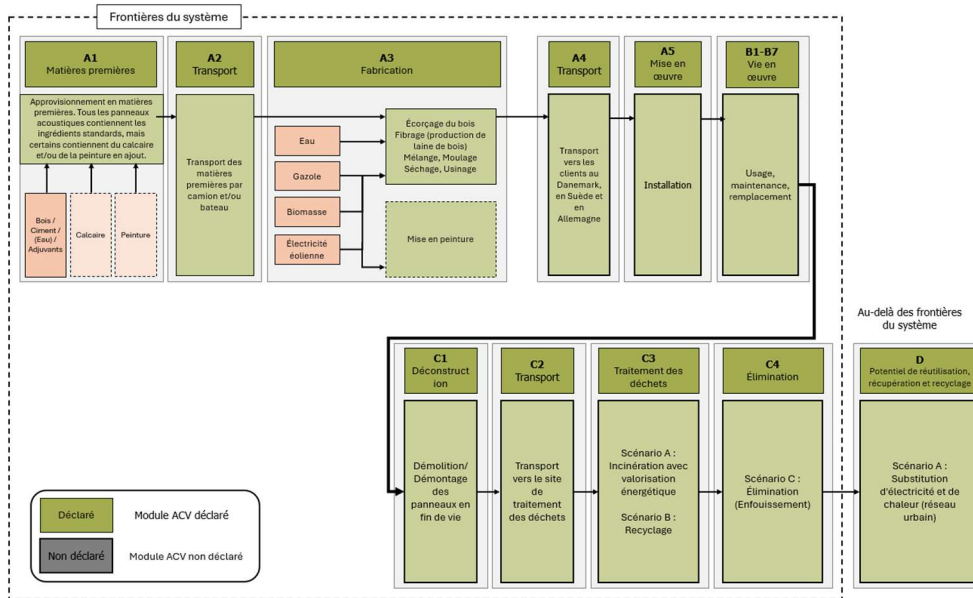 Frontières du système
A1
Matières premières
A2
Transport
A3
Fabrication
A4
Transport
A5
Mise en
œuvre
B1-B7
Vie en
œuvre
Approvisionnement en matières
premières. Tous les panneaux
acoustiques contiennent les
ingrédients standards, mais
certains contiennent du calcaire
et/ou de la peinture en ajout.
Bois /
Ciment /
(Eau) /
Adjuvants
Calcaire
Peinture
Transport des
matières
premières par
camion et/ou
bateau
Eau
Gazole
Biomasse
Électricité
éolienne
Écorçage du bois
Fibrage (production de
laine de bois)
Mélange, Moulage
Séchage, Usinage
Mise en peinture
Transport
vers les
clients au
Danemark,
en Suède et
en
Allemagne
Installation
Usage,
maintenance,
remplacement
Au-delà des frontières
du système
C1
Déconstruct
ion
C2
Transport
C3
Traitement des
déchets
C4
Élimination
D
Potentiel de réutilisation,
récupération et recyclage
Démolition/
Démontage
des
panneaux en
fin de vie
Transport
vers le site
de
traitement
des déchets
Scénario A :
Incinération avec
valorisation
énergétique
Scénario B :
Recyclage
Scénario C :
Élimination
(Enfouissement)
Scénario A :
Substitution
d'électricité et de
chaleur (réseau
urbain)
Déclaré
Module ACV déclaré
Non déclaré
Module ACV non déclaré